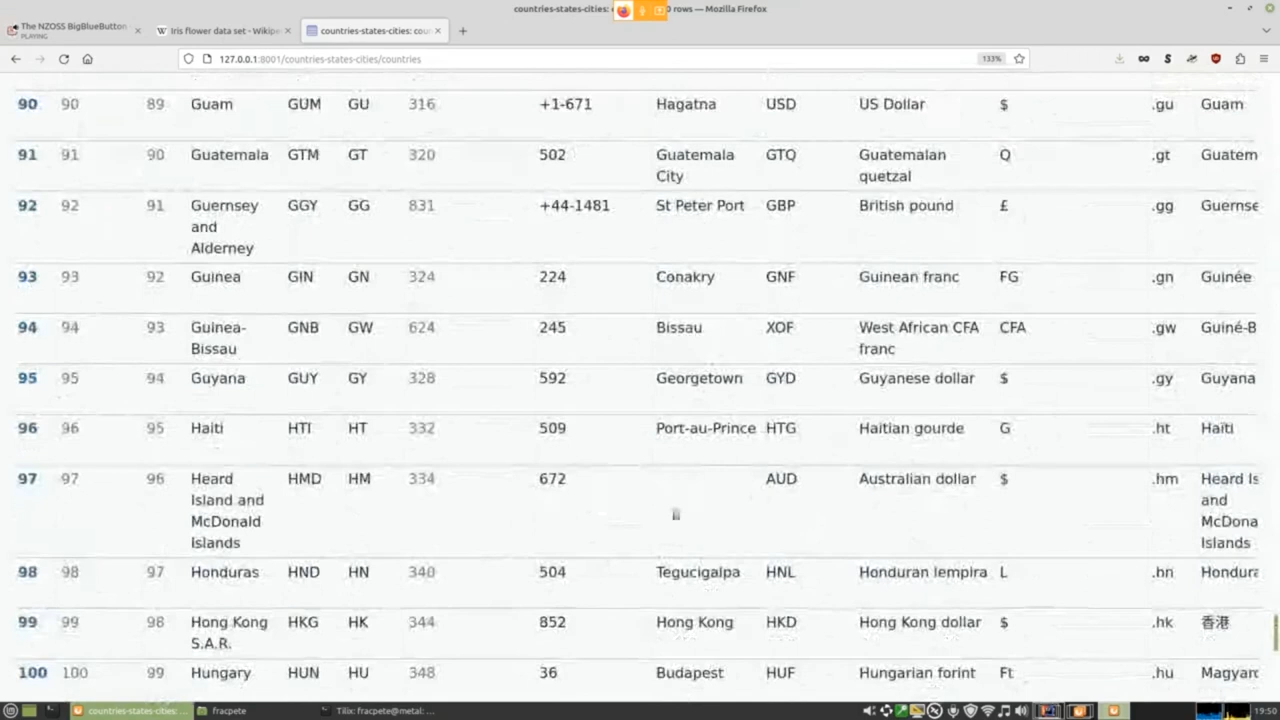 countries-states-cities: 0 rows — Mozilla Firefox
The NZOSS BigBlueButton
PLAYING
Iris flower data set - Wikipe
countries-states-cities: cou
127.0.0.1:8001/countries-states-cities/countries
133%
90 90 89 Guam GUM GU 316 +1-671 Hagatna USD US Dollar $ .gu Guam
91 91 90 Guatemala GTM GT 320 502 Guatemala GTQ Guatemalan Q .gt Guatem
City quetzal
92 92 91 Guernsey GGY GG 831 +44-1481 St Peter Port GBP British pound £ .gg Guernse
and
Alderney
93 93 92 Guinea GIN GN 324 224 Conakry GNF Guinean franc FG .gn Guinée
94 94 93 Guinea- GNB GW 624 245 Bissau XOF West African CFA CFA .gw Guiné-B
Bissau franc
95 95 94 Guyana GUY GY 328 592 Georgetown GYD Guyanese dollar $ .gy Guyana
96 96 95 Haiti HTI HT 332 509 Port-au-Prince HTG Haitian gourde G .ht Haïti
97 97 96 Heard HMD HM 334 672 AUD Australian dollar $ .hm Heard Is
Island and and
McDonald McDona
Islands Islands
98 98 97 Honduras HND HN 340 504 Tegucigalpa HNL Honduran lempira L .hn Hondura
99 99 98 Hong Kong HKG HK 344 852 Hong Kong HKD Hong Kong dollar $ .hk 香港
S.A.R.
100 100 99 Hungary HUN HU 348 36 Budapest HUF Hungarian forint Ft .hu Magyaro
countries-states-cities: ... fracpete Tilix: fracpete@metal: ... 19:50